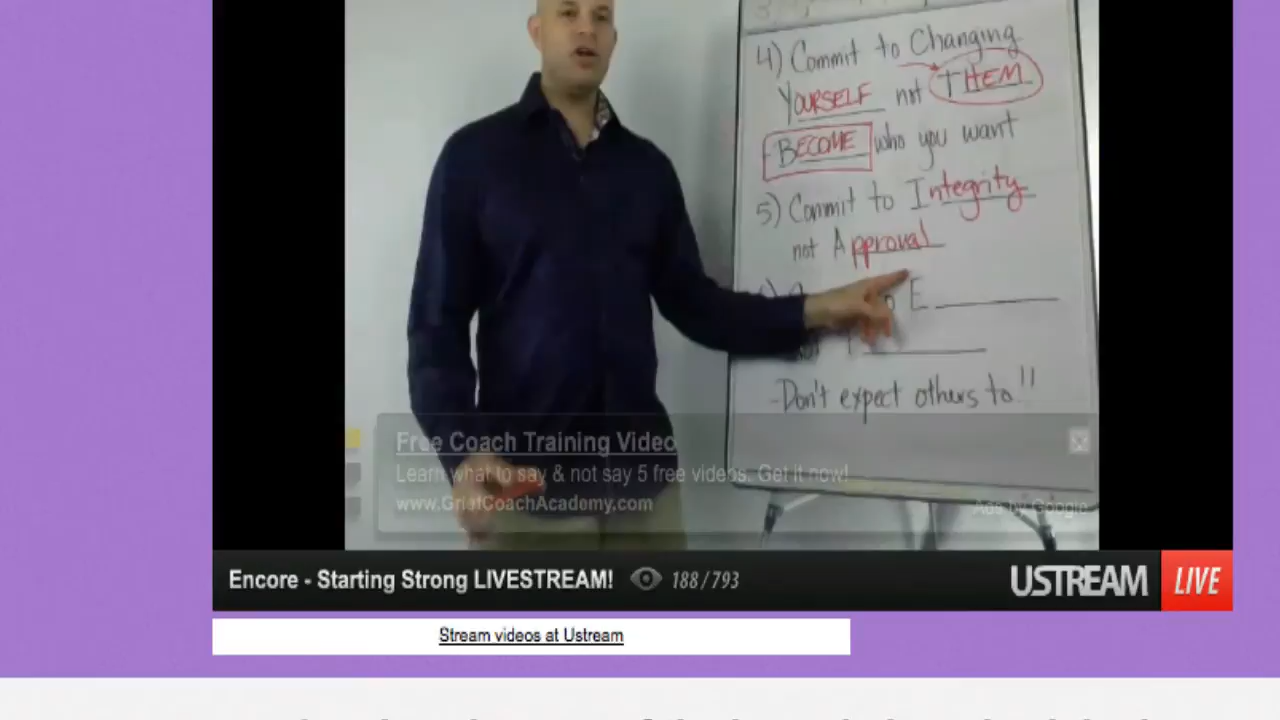 4) Commit to Changing
YOURSELF not THEM
- BECOME who you want
5) Commit to Integrity
not Approval
E
- Don't expect others to!!
Free Coach Training Video
Learn what to say & not say 5 free videos. Get it now!
www.GriefCoachAcademy.com
Ads by Google
Encore - Starting Strong LIVESTREAM!
188 / 793
USTREAM
LIVE
Stream videos at Ustream